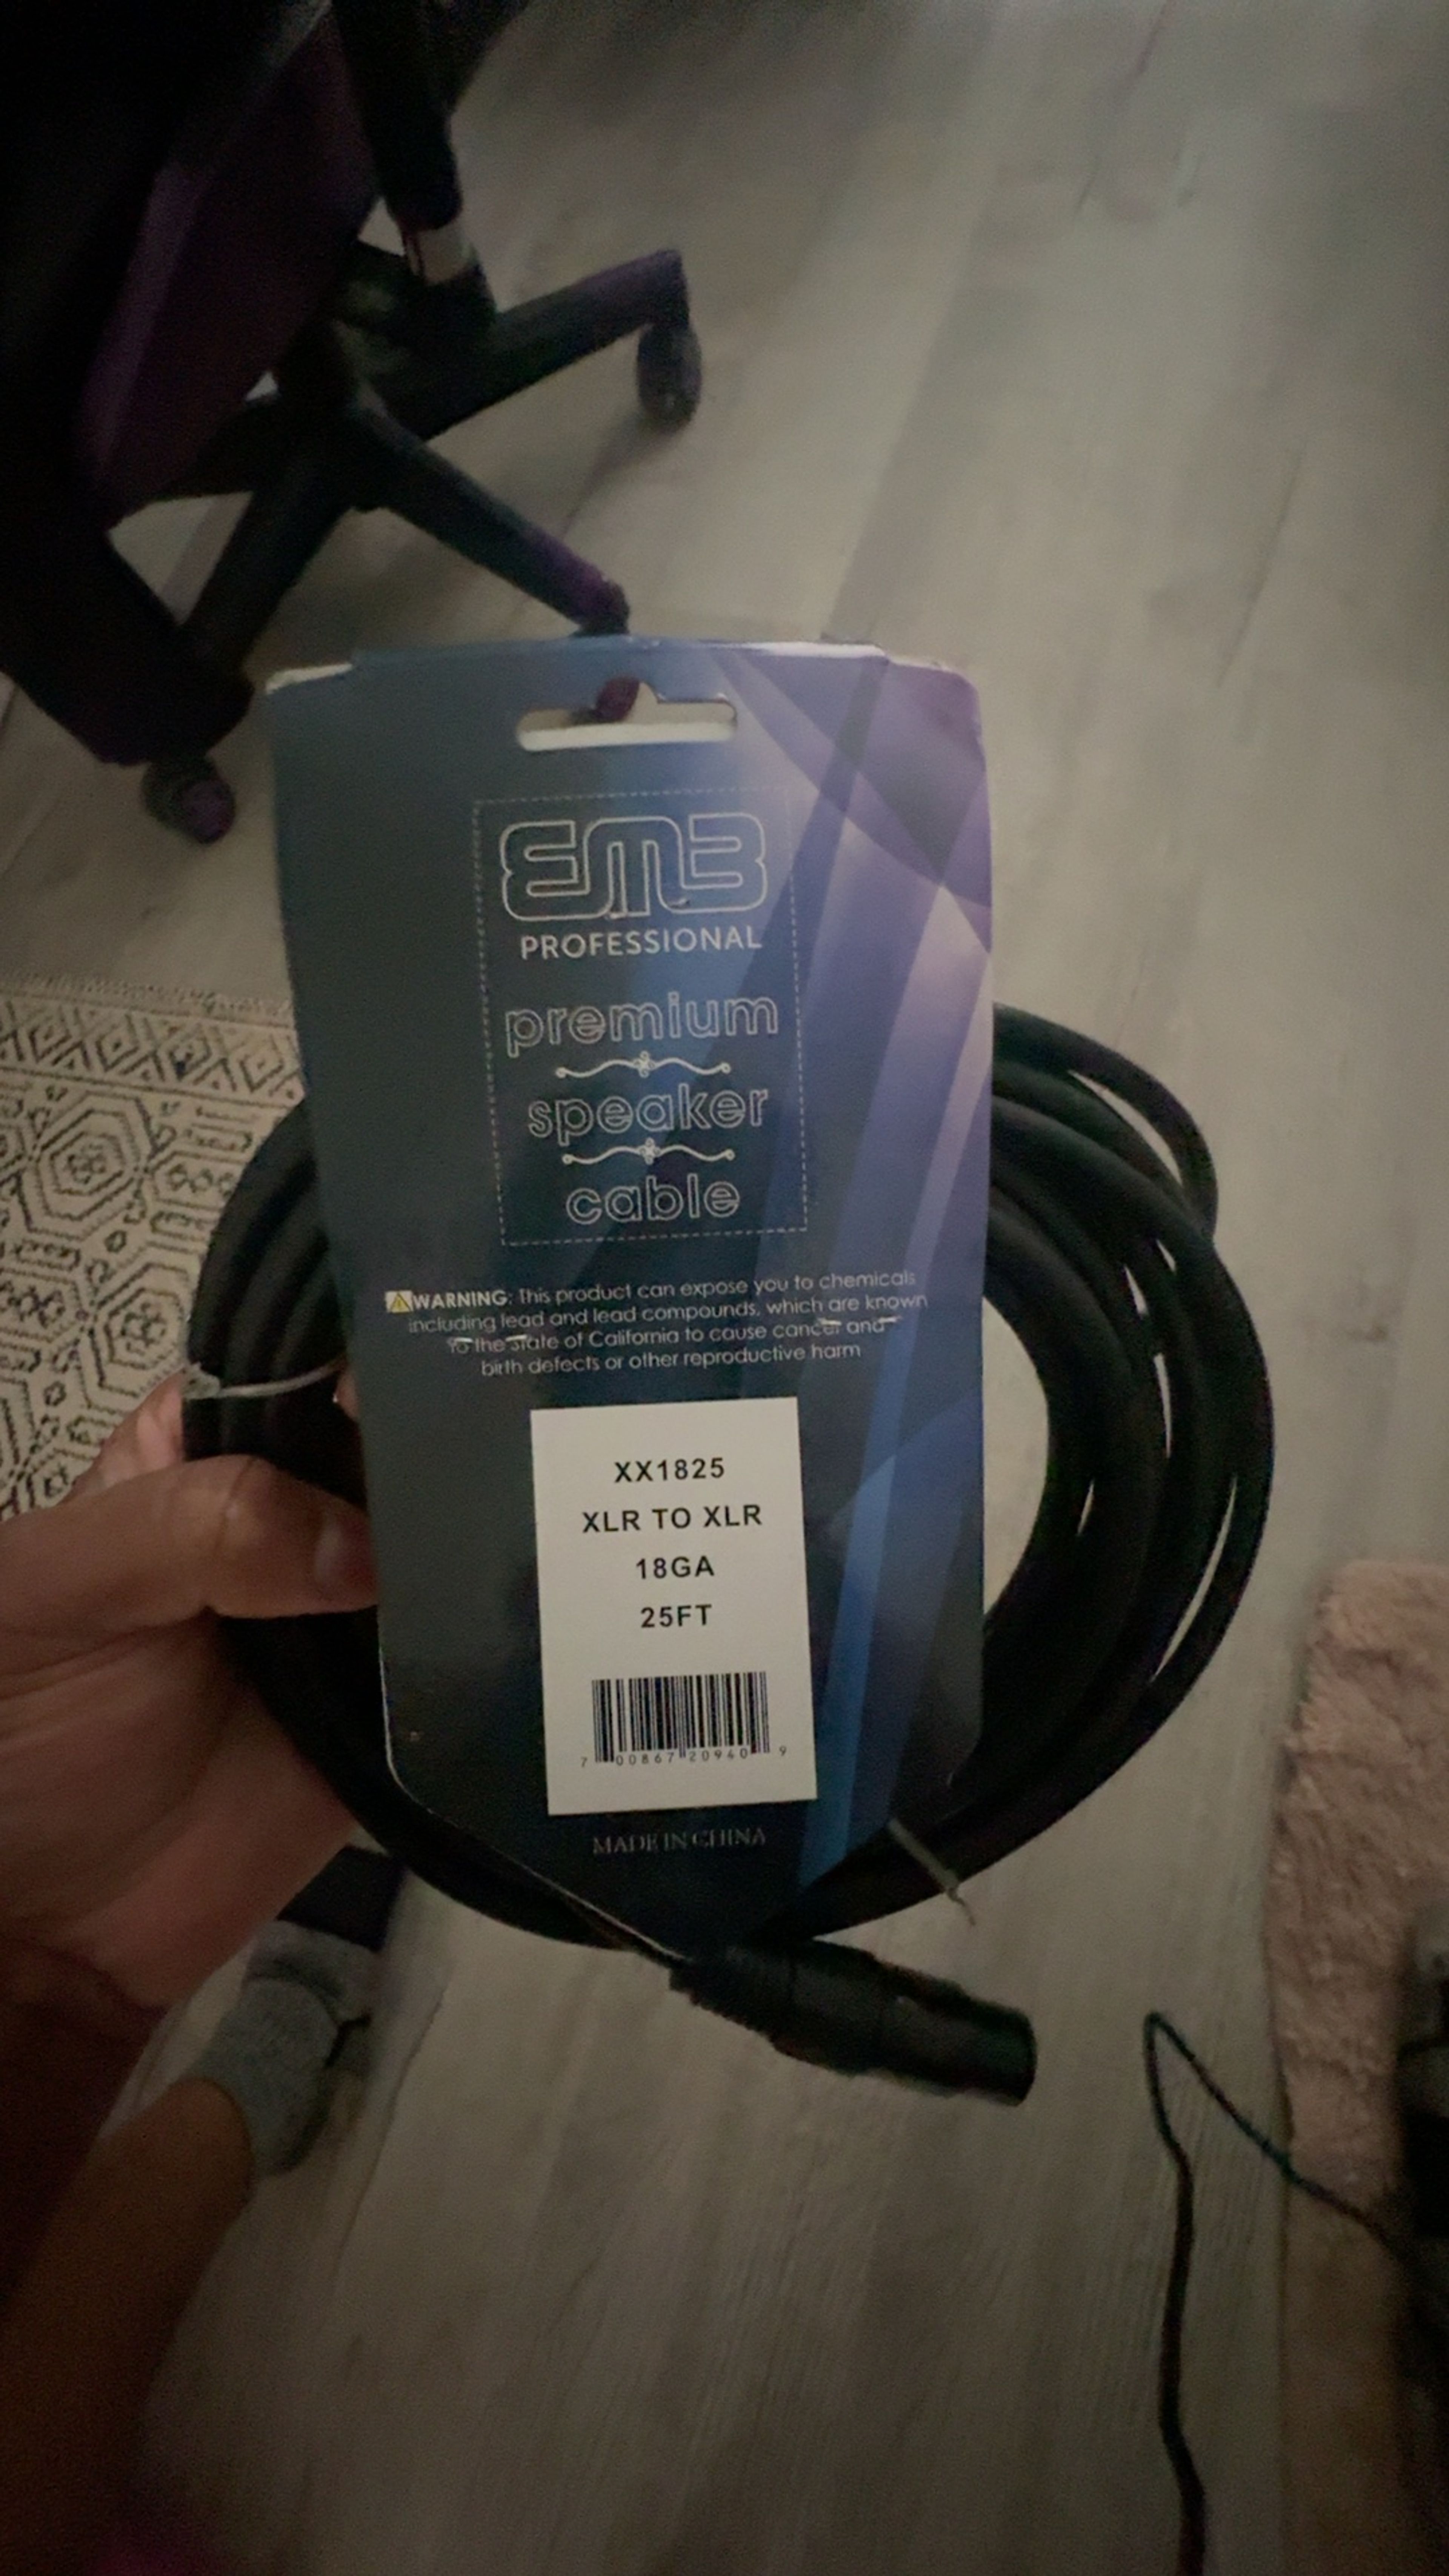 EMB
PROFESSIONAL
premium
speaker
cable
WARNING: This product can expose you to chemicals
including lead and lead compounds, which are known
to the State of California to cause cancer and
birth defects or other reproductive harm
XX1825
XLR TO XLR
18GA
25FT
7 00867 20940 9
MADE IN CHINA